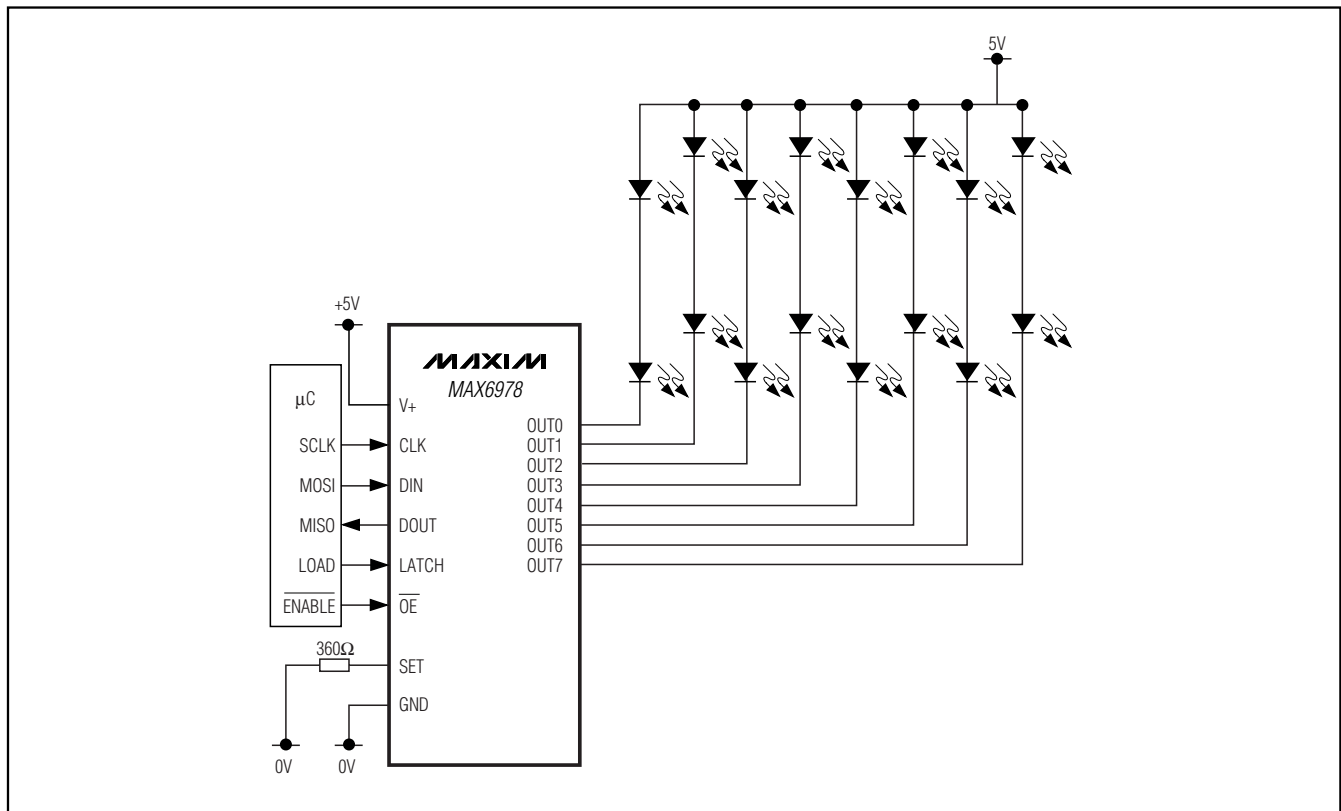 5V
+5V
MAXIM
MAX6978
µC
V+
OUT0
SCLK
CLK
OUT1
OUT2
MOSI
DIN
OUT3
OUT4
MISO
DOUT
OUT5
OUT6
LOAD
LATCH
OUT7
ENABLE
OE
360Ω
SET
GND
0V
0V